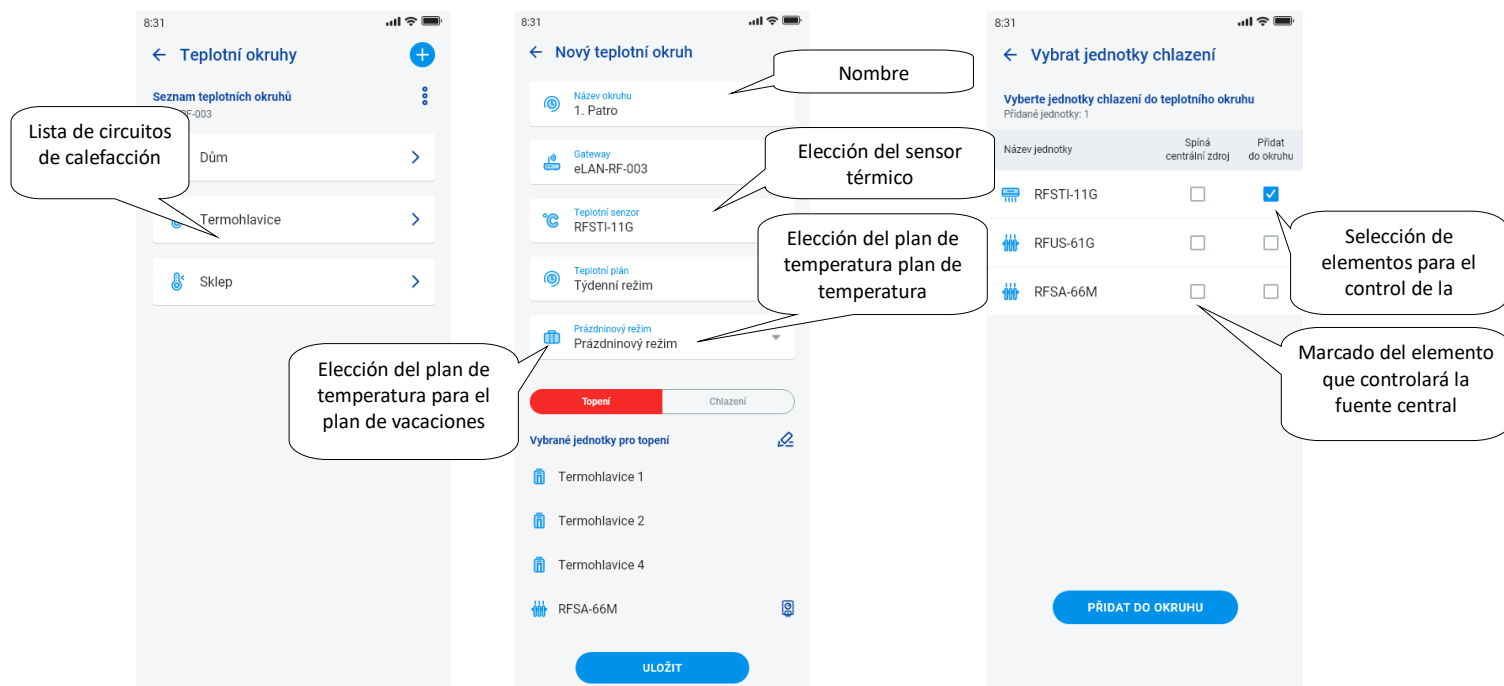 8:31
Teplotní okruhy
Seznam teplotních okruhů
RF-003
Lista de circuitos
de calefacción
Dům
Termohlavice
Sklep
8:31
Nový teplotní okruh
Nombre
Název okruhu
1. Patro
Gateway
eLAN-RF-003
Elección del sensor
térmico
Teplotní senzor
RFSTI-11G
Elección del plan de
temperatura plan de
temperatura
Teplotní plán
Týdenní režim
Prázdninový režim
Prázdninový režim
Elección del plan de
temperatura para el
plan de vacaciones
Topení
Chlazení
Vybrané jednotky pro topení
Termohlavice 1
Termohlavice 2
Termohlavice 4
RFSA-66M
ULOŽIT
8:31
Vybrat jednotky chlazení
Vyberte jednotky chlazení do teplotního okruhu
Přidané jednotky: 1
Název jednotky
Spíná
centrální zdroj
Přidat
do okruhu
RFSTI-11G
RFUS-61G
RFSA-66M
Selección de
elementos para el
control de la
Marcado del elemento
que controlará la
fuente central
PŘIDAT DO OKRUHU